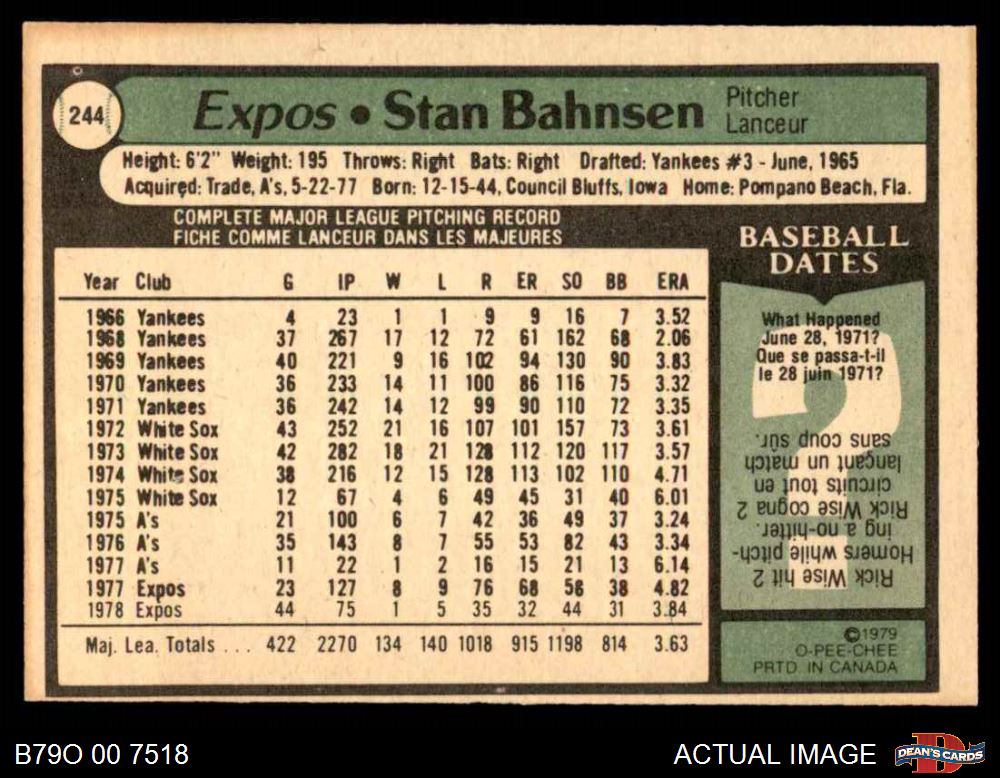 244
Expos • Stan Bahnsen
Pitcher
Lanceur
Height: 6'2" Weight: 195 Throws: Right Bats: Right Drafted: Yankees #3 - June, 1965
Acquired: Trade, A's, 5-22-77 Born: 12-15-44, Council Bluffs, Iowa Home: Pompano Beach, Fla.
COMPLETE MAJOR LEAGUE PITCHING RECORD
FICHE COMME LANCEUR DANS LES MAJEURES
Year Club G IP W L R ER SO BB ERA
1966 Yankees 4 23 1 1 9 9 16 7 3.52
1968 Yankees 37 267 17 12 72 61 162 68 2.06
1969 Yankees 40 221 9 16 102 94 130 90 3.83
1970 Yankees 36 233 14 11 100 86 116 75 3.32
1971 Yankees 36 242 14 12 99 90 110 72 3.35
1972 White Sox 43 252 21 16 107 101 157 73 3.61
1973 White Sox 42 282 18 21 128 112 120 117 3.57
1974 White Sox 38 216 12 15 128 113 102 110 4.71
1975 White Sox 12 67 4 6 49 45 31 40 6.01
1975 A's 21 100 6 7 42 36 49 37 3.24
1976 A's 35 143 8 7 55 53 82 43 3.34
1977 A's 11 22 1 2 16 15 21 13 6.14
1977 Expos 23 127 8 9 76 68 58 38 4.82
1978 Expos 44 75 1 5 35 32 44 31 3.84
Maj. Lea. Totals ... 422 2270 134 140 1018 915 1198 814 3.63
BASEBALL
DATES
What Happened
June 28, 1971?
Que se passa-t-il
le 28 juin 1971?
Rick Wise hit 2
Homers while pitch-
ing a no-hitter.
Rick Wise cogna 2
circuits tout en
lançant un match
sans coup sûr.
©1979
O-PEE-CHEE
PRTD. IN CANADA
B79O 00 7518
ACTUAL IMAGE
DEAN'S CARDS